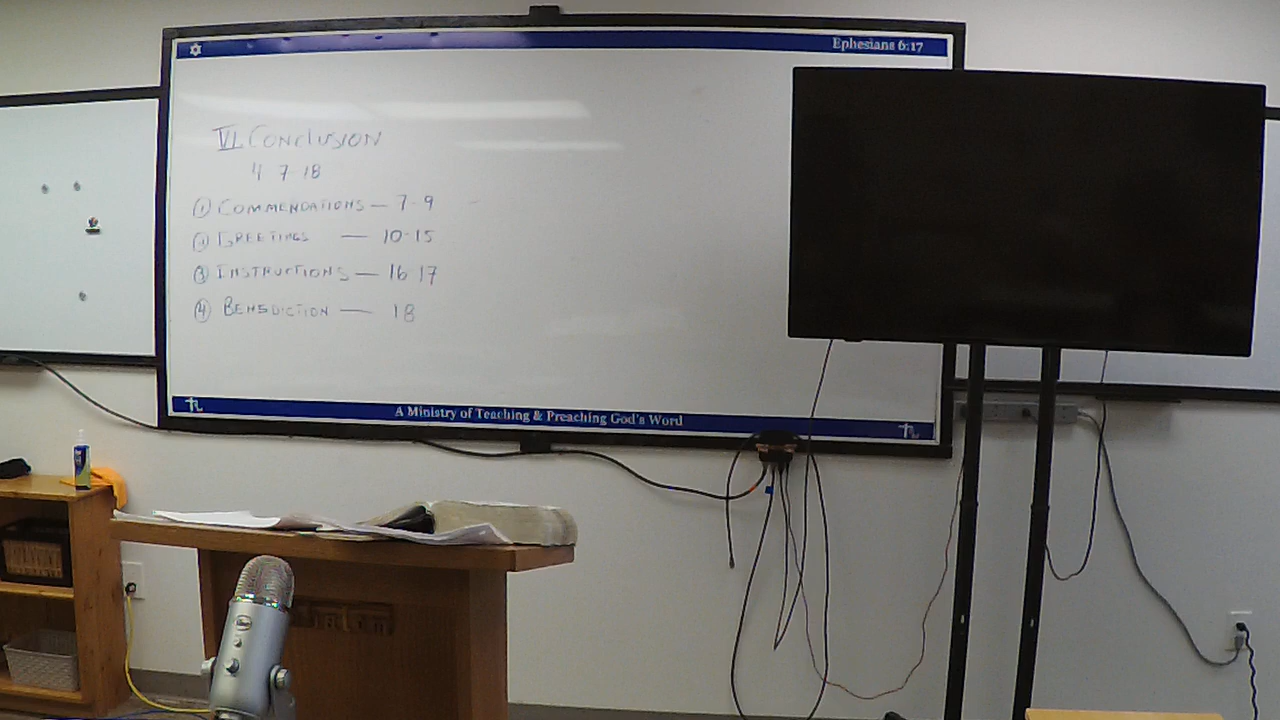 Ephesians 6:17
VI. CONCLUSION
4 7-18
① COMMENDATIONS — 7-9
② GREETINGS — 10-15
③ INSTRUCTIONS — 16-17
④ BENEDICTION — 18
A Ministry of Teaching & Preaching God's Word